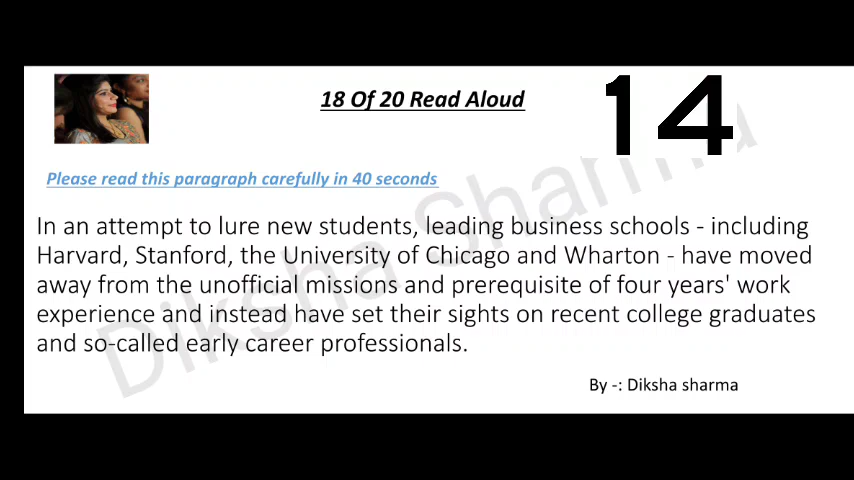 18 Of 20 Read Aloud
14
Please read this paragraph carefully in 40 seconds
In an attempt to lure new students, leading business schools - including
Harvard, Stanford, the University of Chicago and Wharton - have moved
away from the unofficial missions and prerequisite of four years' work
experience and instead have set their sights on recent college graduates
and so-called early career professionals.
By -: Diksha sharma
Diksha Sharma